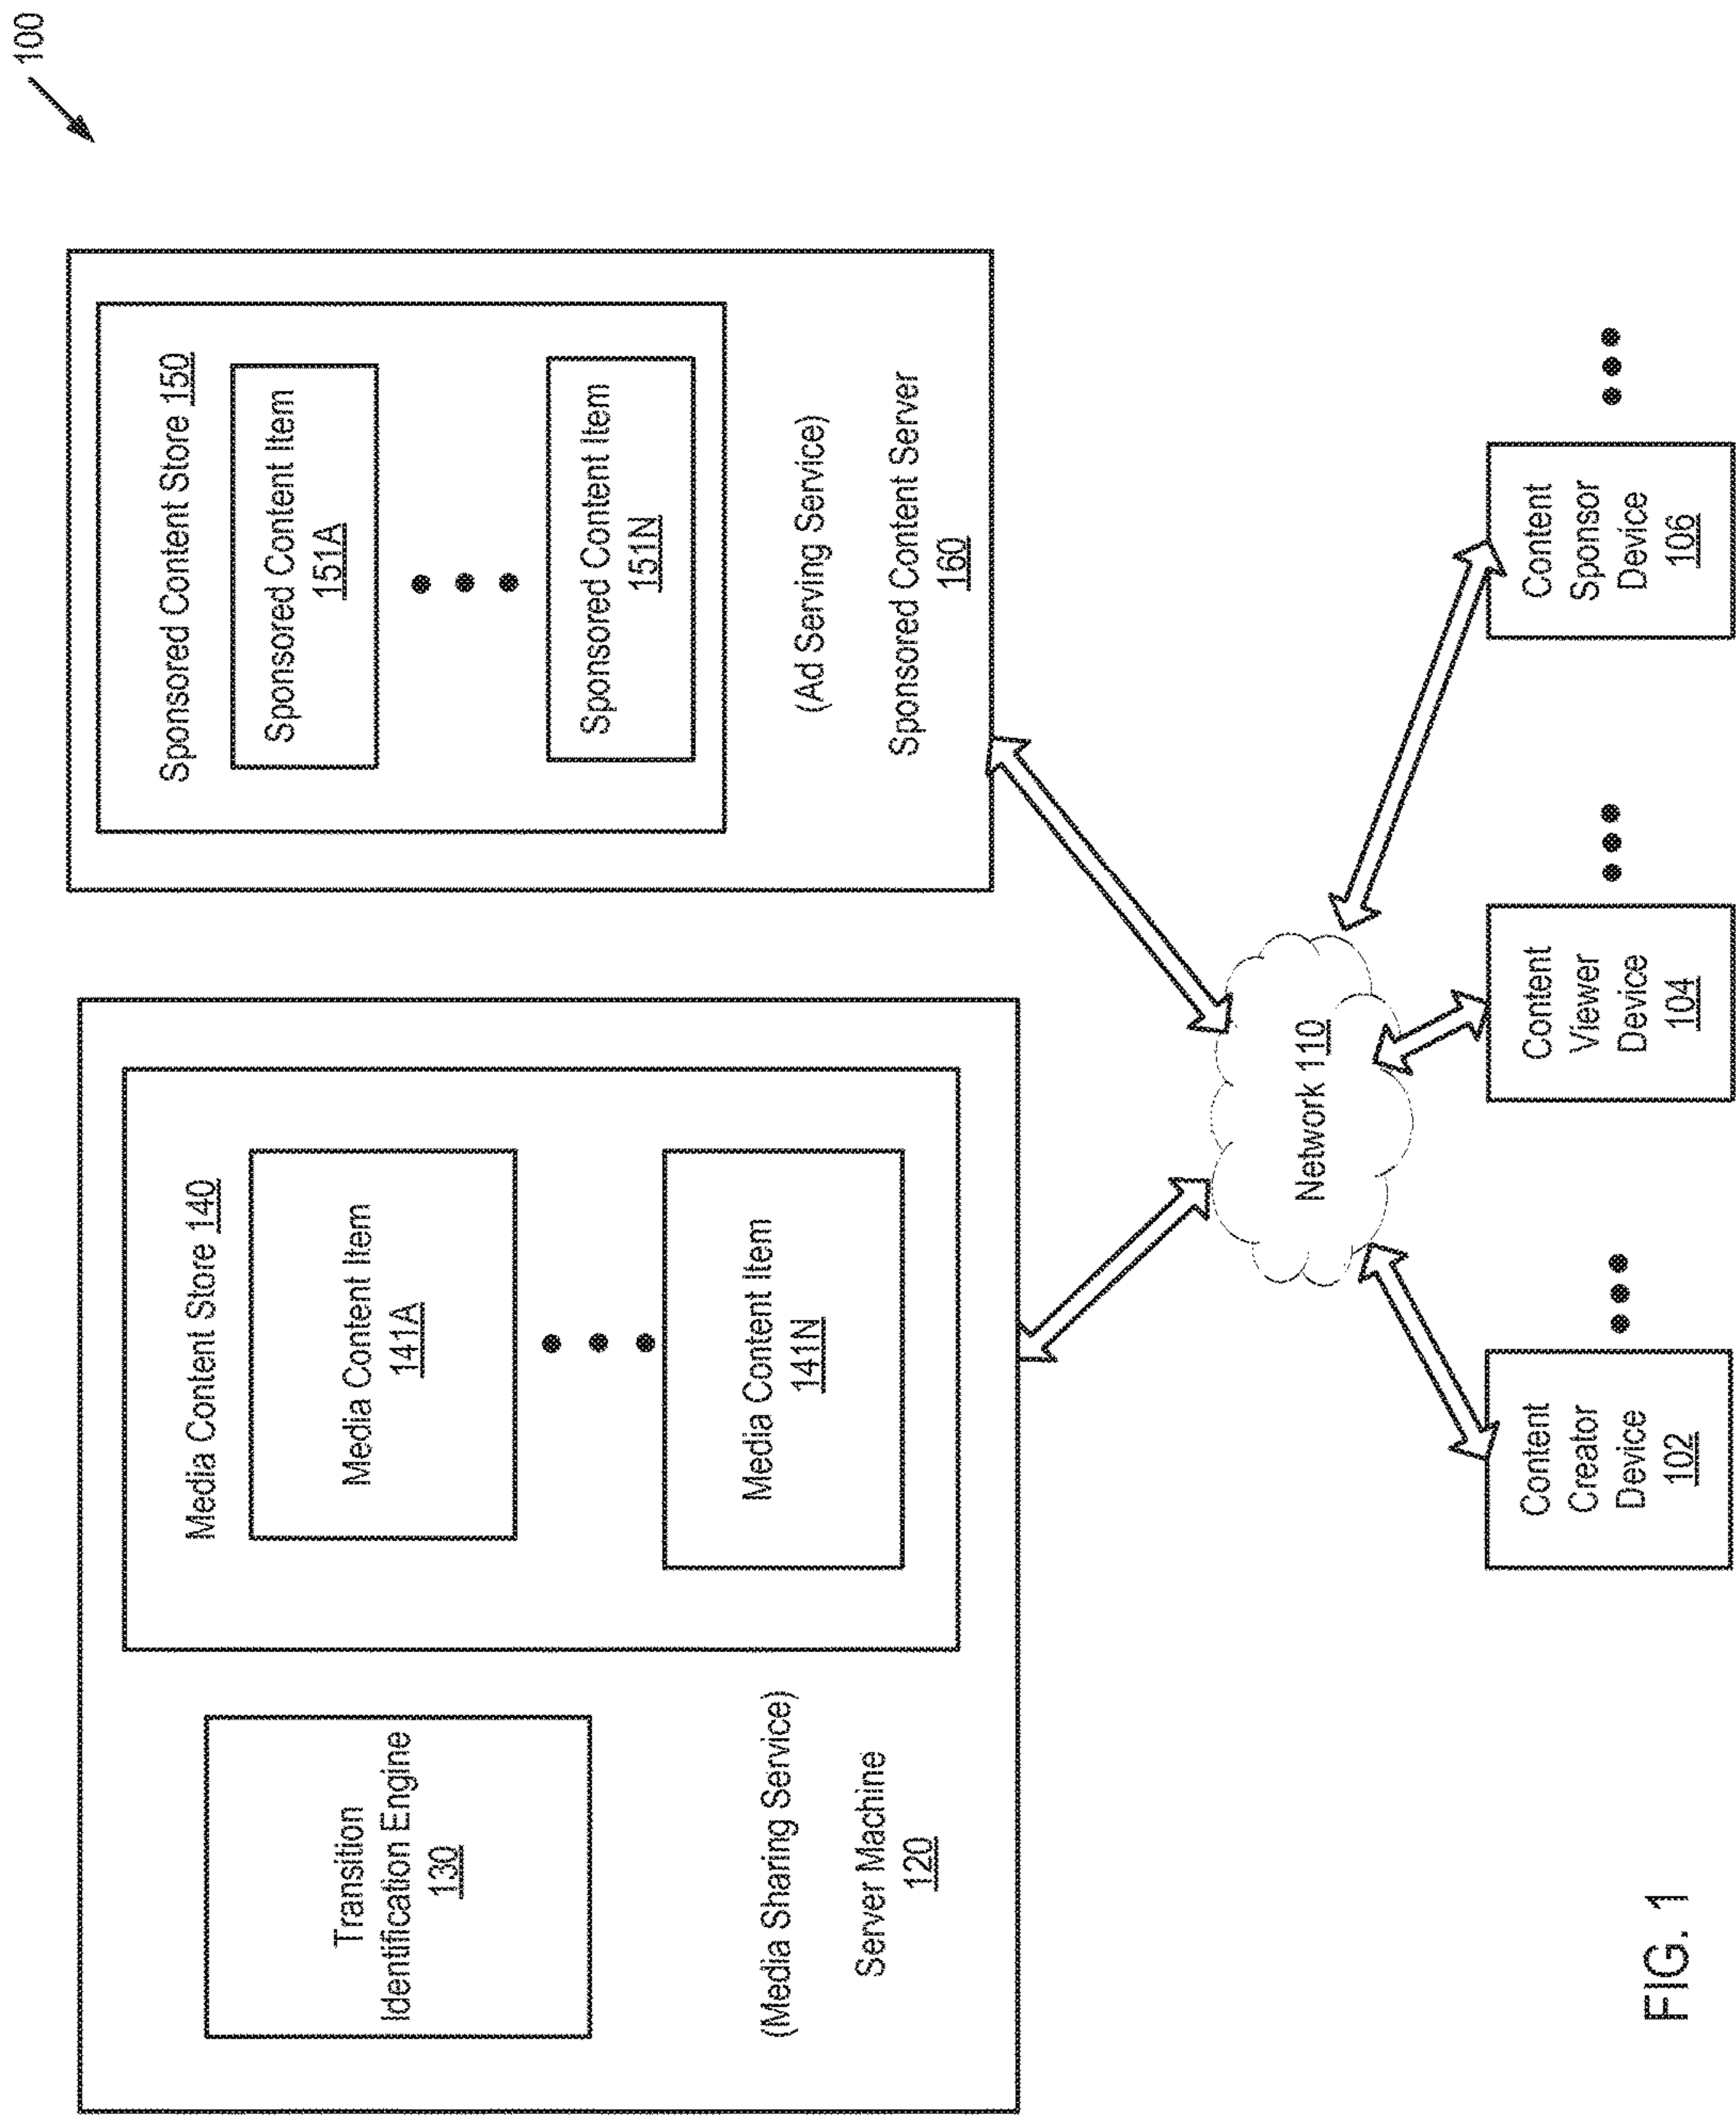 100
Transition
Identification Engine
130
(Media Sharing Service)
Server Machine
120
Media Content Store 140
Media Content Item
141A
Media Content Item
141N
Sponsored Content Store 150
Sponsored Content Item
151A
Sponsored Content Item
151N
(Ad Serving Service)
Sponsored Content Server
160
Network 110
Content
Creator
Device
102
Content
Viewer
Device
104
Content
Sponsor
Device
106
FIG. 1